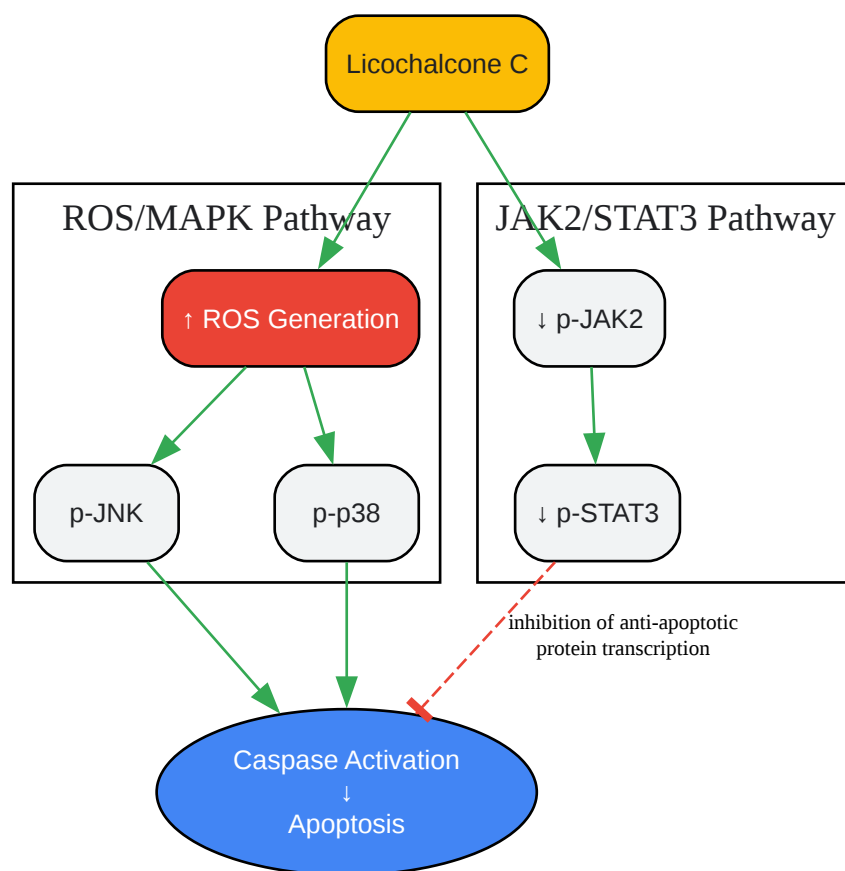 Licochalcone C
ROS/MAPK Pathway
JAK2/STAT3 Pathway
↑ ROS Generation
↓ p-JAK2
p-JNK
p-p38
↓ p-STAT3
inhibition of anti-apoptotic
protein transcription
Caspase Activation
↓
Apoptosis